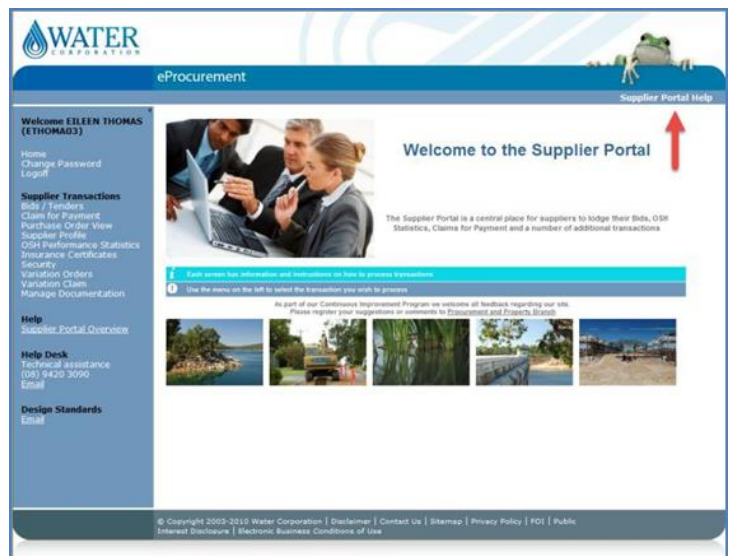 WATER
CORPORATION
eProcurement
Supplier Portal Help
Welcome EILEEN THOMAS
(ETHOMA03)
Home
Change Password
Logoff
Supplier Transactions
Bids / Tenders
Claim for Payment
Purchase Order View
Supplier Profile
OSH Performance Statistics
Insurance Certificates
Security
Variation Orders
Variation Claim
Manage Documentation
Help
Supplier Portal Overview
Help Desk
Technical assistance
(08) 9420 3090
Email
Design Standards
Email
Welcome to the Supplier Portal
The Supplier Portal is a central place for suppliers to lodge their Bids, OSH
Statistics, Claims for Payment and a number of additional transactions
i Each screen has information and instructions on how to process transactions
! Use the menu on the left to select the transaction you wish to process
As part of our Continuous Improvement Program we welcome all feedback regarding our site.
Please register your suggestions or comments to Procurement and Property Branch
© Copyright 2003-2010 Water Corporation | Disclaimer | Contact Us | Sitemap | Privacy Policy | FOI | Public
Interest Disclosure | Electronic Business Conditions of Use